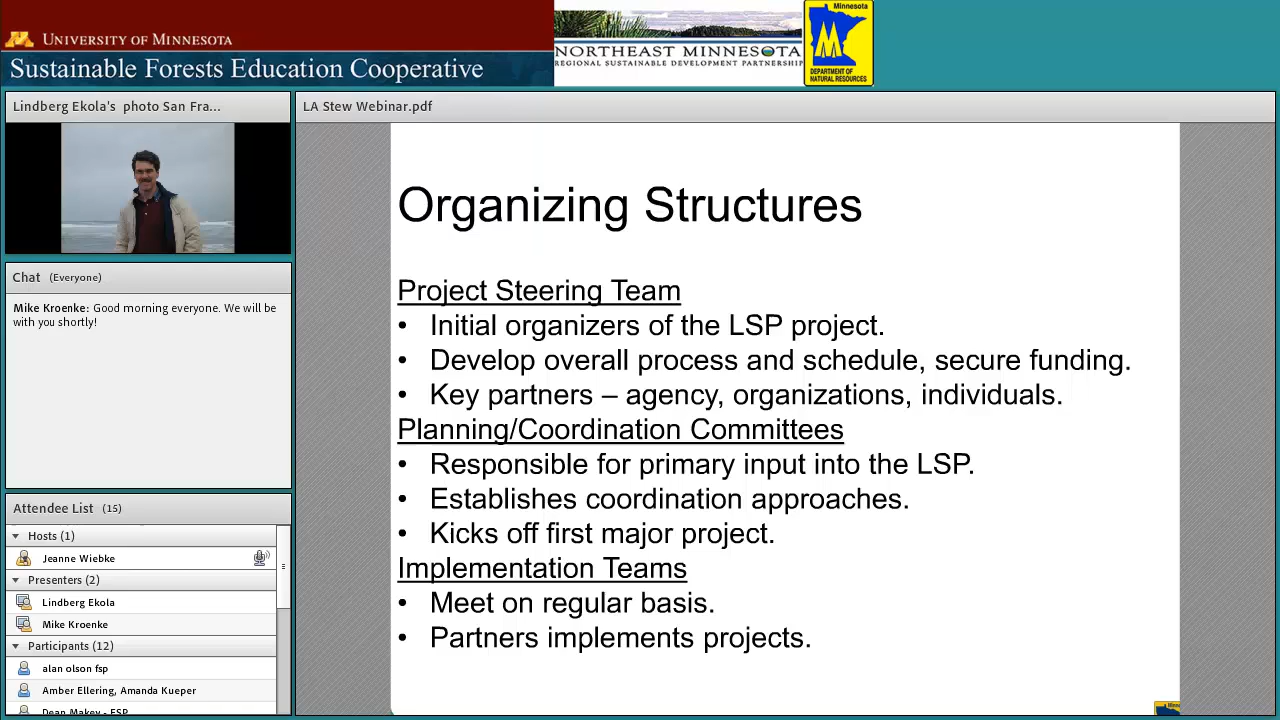 UNIVERSITY OF MINNESOTA
Sustainable Forests Education Cooperative
NORTHEAST MINNESOTA
REGIONAL SUSTAINABLE DEVELOPMENT PARTNERSHIP
Minnesota
M
DEPARTMENT OF
NATURAL RESOURCES
Lindberg Ekola's photo San Fra...
Chat (Everyone)
Mike Kroenke: Good morning everyone. We will be
with you shortly!
Attendee List (15)
Hosts (1)
Jeanne Wiebke
Presenters (2)
Lindberg Ekola
Mike Kroenke
Participants (12)
alan olson fsp
Amber Ellering, Amanda Kueper
LA Stew Webinar.pdf
Organizing Structures
Project Steering Team
• Initial organizers of the LSP project.
• Develop overall process and schedule, secure funding.
• Key partners – agency, organizations, individuals.
Planning/Coordination Committees
• Responsible for primary input into the LSP.
• Establishes coordination approaches.
• Kicks off first major project.
Implementation Teams
• Meet on regular basis.
• Partners implements projects.